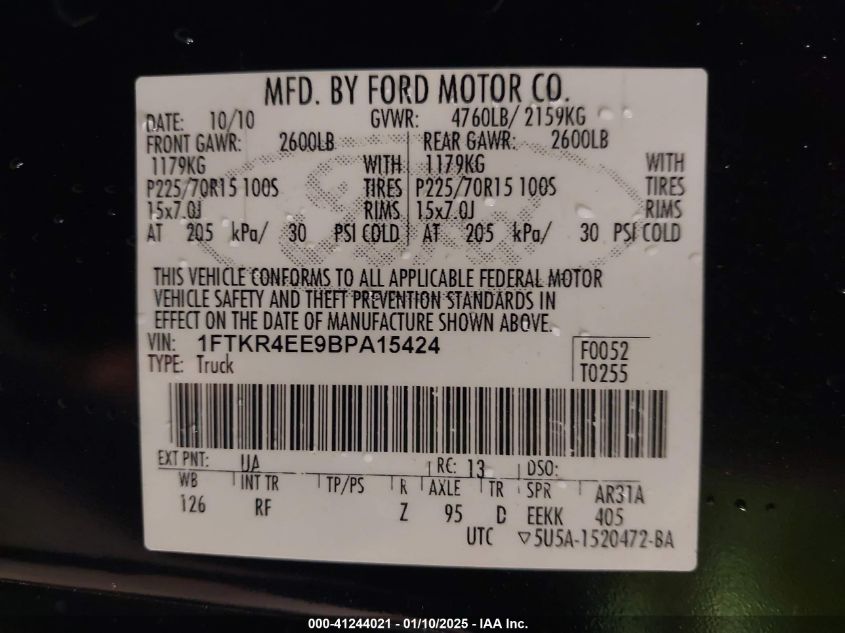 MFD. BY FORD MOTOR CO.
DATE: 10/10 GVWR: 4760LB/ 2159KG
FRONT GAWR: 2600LB REAR GAWR: 2600LB
1179KG WITH 1179KG WITH
P225/70R15 100S TIRES P225/70R15 100S TIRES
15x7.0J RIMS 15x7.0J RIMS
AT 205 kPa/ 30 PSI COLD AT 205 kPa/ 30 PSI COLD
THIS VEHICLE CONFORMS TO ALL APPLICABLE FEDERAL MOTOR
VEHICLE SAFETY AND THEFT PREVENTION STANDARDS IN
EFFECT ON THE DATE OF MANUFACTURE SHOWN ABOVE.
VIN: 1FTKR4EE9BPA15424 F0052
TYPE: Truck T0255
EXT PNT: UA RC: 13 DSO:
WB INT TR TP/PS R AXLE TR SPR AR31A
126 RF Z 95 D EEKK 405
UTC ▽5U5A-1520472-BA
000-41244021 - 01/10/2025 - IAA Inc.